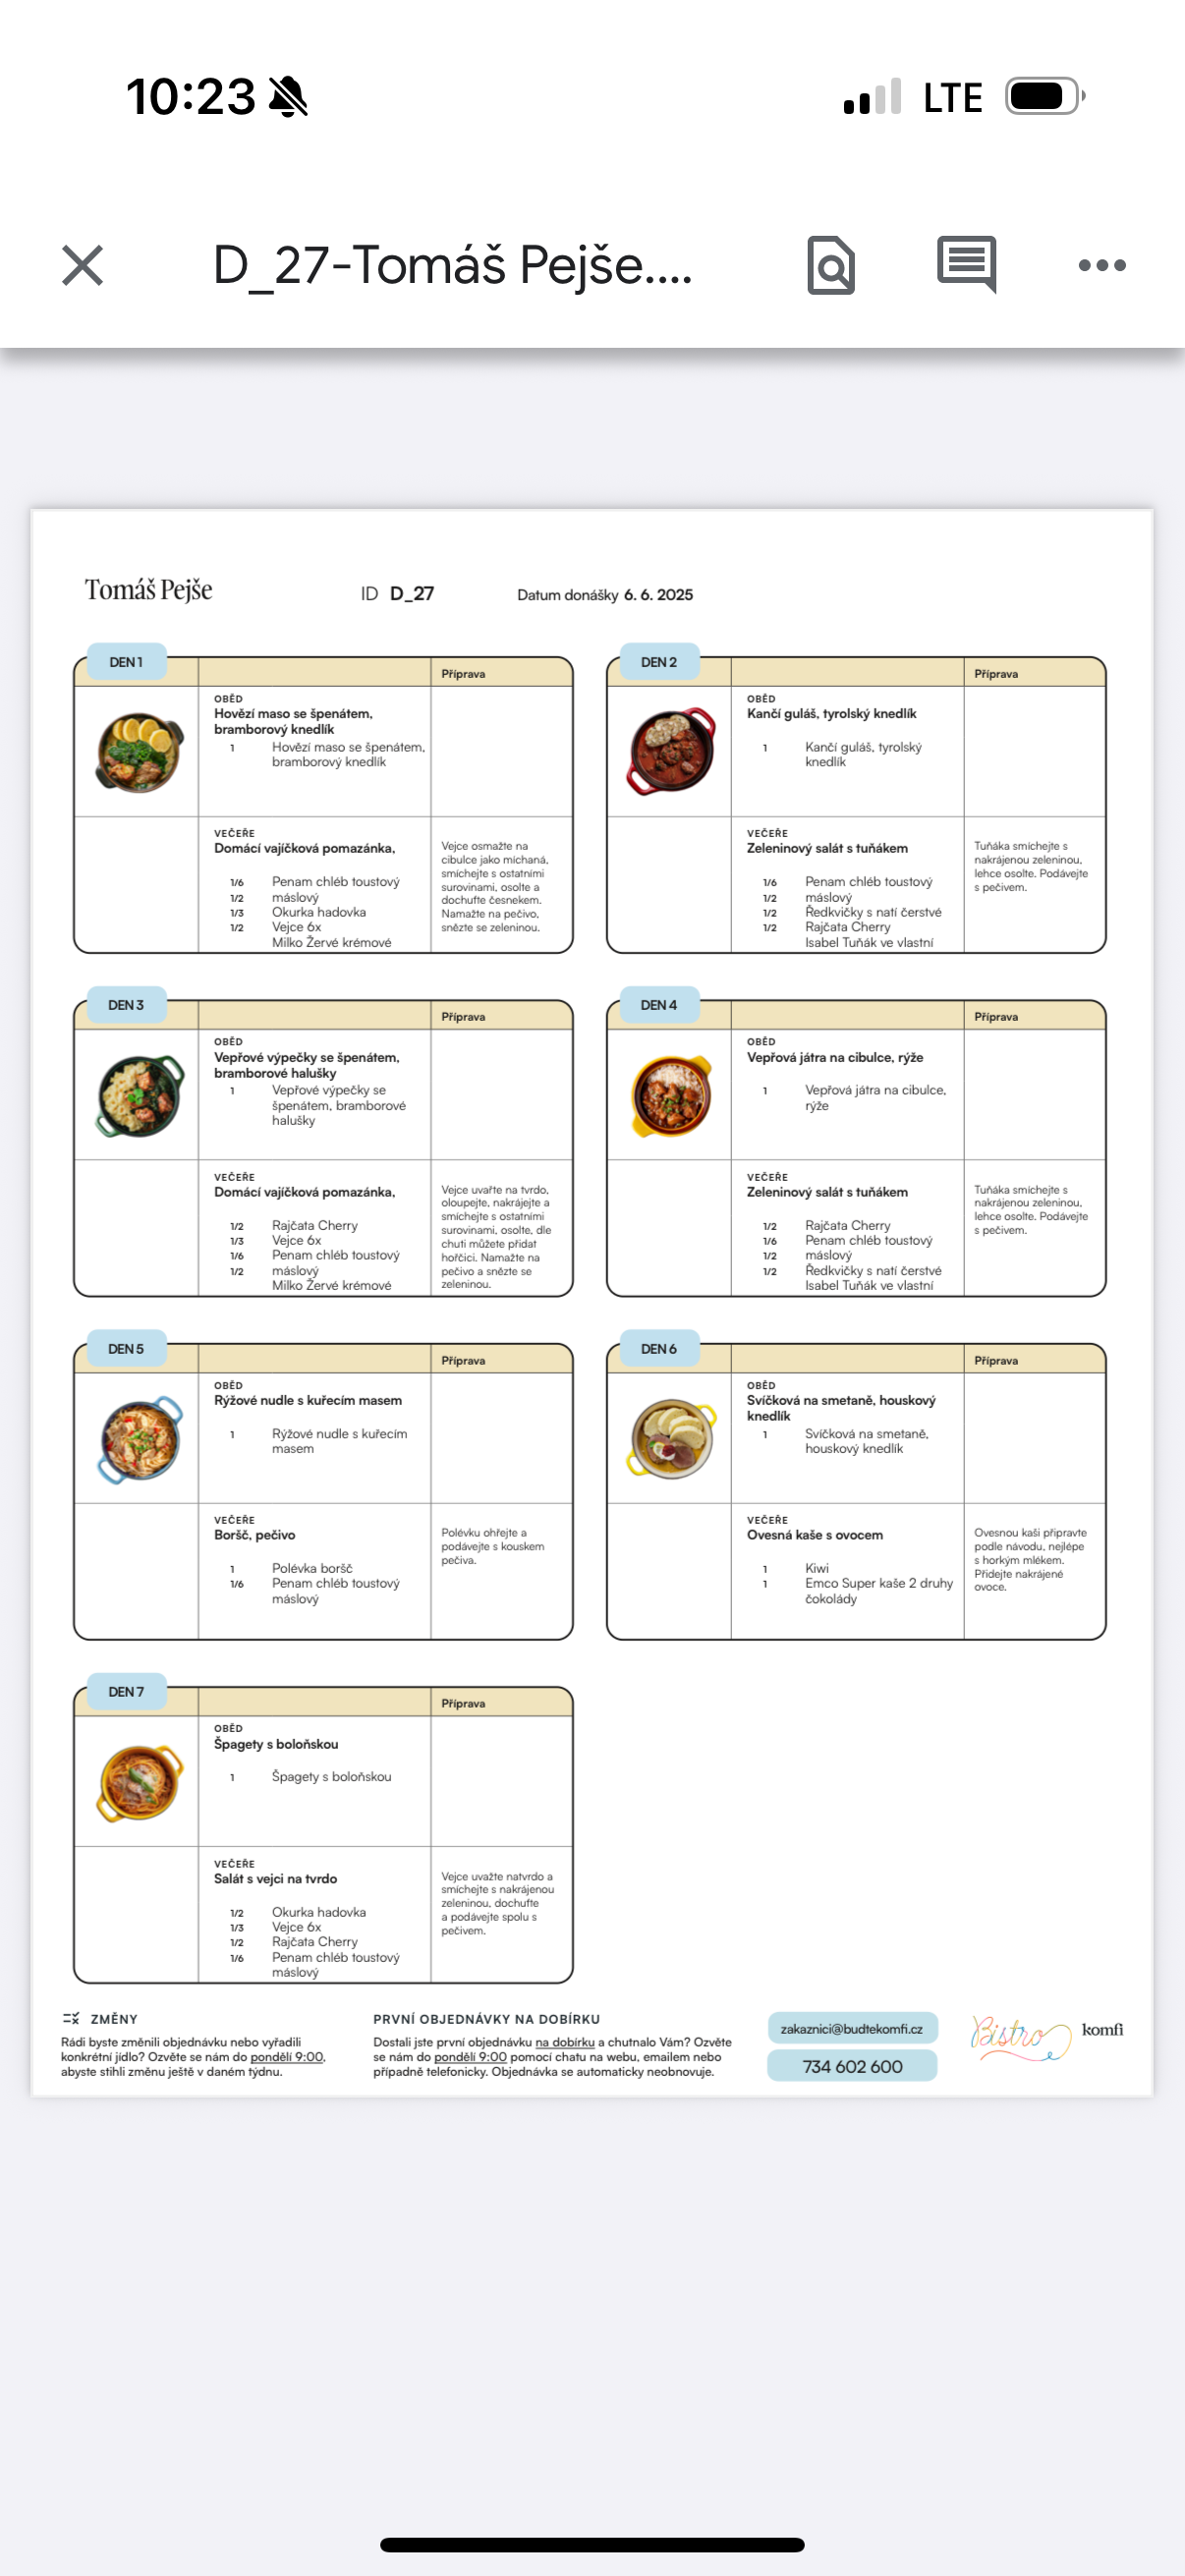 10:23
LTE
D_27-Tomáš Pejše....
Tomáš Pejše
ID D_27
Datum donášky 6. 6. 2025
DEN 1
Příprava
OBĚD
Hovězí maso se špenátem,
bramborový knedlík
1 Hovězí maso se špenátem,
bramborový knedlík
VEČEŘE
Domácí vajíčková pomazánka,
1/6 Penam chléb toustový
1/2 máslový
1/3 Okurka hadovka
1/2 Vejce 6x
Milko Žervé krémové
Vejce osmažte na
cibulce jako míchaná,
smíchejte s ostatními
surovinami, osolte a
dochuťte česnekem.
Namažte na pečivo,
snězte se zeleninou.
DEN 2
Příprava
OBĚD
Kančí guláš, tyrolský knedlík
1 Kančí guláš, tyrolský
knedlík
VEČEŘE
Zeleninový salát s tuňákem
1/6 Penam chléb toustový
1/2 máslový
1/2 Ředkvičky s natí čerstvé
1/2 Rajčata Cherry
Isabel Tuňák ve vlastní
Tuňáka smíchejte s
nakrájenou zeleninou,
lehce osolte. Podávejte
s pečivem.
DEN 3
Příprava
OBĚD
Vepřové výpečky se špenátem,
bramborové halušky
1 Vepřové výpečky se
špenátem, bramborové
halušky
VEČEŘE
Domácí vajíčková pomazánka,
1/2 Rajčata Cherry
1/3 Vejce 6x
1/6 Penam chléb toustový
1/2 máslový
Milko Žervé krémové
Vejce uvařte na tvrdo,
oloupejte, nakrájejte a
smíchejte s ostatními
surovinami, osolte, dle
chuti můžete přidat
hořčici. Namažte na
pečivo a snězte se
zeleninou.
DEN 4
Příprava
OBĚD
Vepřová játra na cibulce, rýže
1 Vepřová játra na cibulce,
rýže
VEČEŘE
Zeleninový salát s tuňákem
1/2 Rajčata Cherry
1/6 Penam chléb toustový
1/2 máslový
1/2 Ředkvičky s natí čerstvé
Isabel Tuňák ve vlastní
Tuňáka smíchejte s
nakrájenou zeleninou,
lehce osolte. Podávejte
s pečivem.
DEN 5
Příprava
OBĚD
Rýžové nudle s kuřecím masem
1 Rýžové nudle s kuřecím
masem
VEČEŘE
Boršč, pečivo
1 Polévka boršč
1/6 Penam chléb toustový
máslový
Polévku ohřejte a
podávejte s kouskem
pečiva.
DEN 6
Příprava
OBĚD
Svíčková na smetaně, houskový
knedlík
1 Svíčková na smetaně,
houskový knedlík
VEČEŘE
Ovesná kaše s ovocem
1 Kiwi
1 Emco Super kaše 2 druhy
čokolády
Ovesnou kaši připravte
podle návodu, nejlépe
s horkým mlékem.
Přidejte nakrájené
ovoce.
DEN 7
Příprava
OBĚD
Špagety s boloňskou
1 Špagety s boloňskou
VEČEŘE
Salát s vejci na tvrdo
1/2 Okurka hadovka
1/3 Vejce 6x
1/2 Rajčata Cherry
1/6 Penam chléb toustový
máslový
Vejce uvažte natvrdo a
smíchejte s nakrájenou
zeleninou, dochuťte
a podávejte spolu s
pečivem.
ZMĚNY
Rádi byste změnili objednávku nebo vyřadili
konkrétní jídlo? Ozvěte se nám do pondělí 9:00,
abyste stihli změnu ještě v daném týdnu.
PRVNÍ OBJEDNÁVKY NA DOBÍRKU
Dostali jste první objednávku na dobírku a chutnalo Vám? Ozvěte
se nám do pondělí 9:00 pomocí chatu na webu, emailem nebo
případně telefonicky. Objednávka se automaticky neobnovuje.
zakaznici@budtekomfi.cz
734 602 600
Bistro
komfi